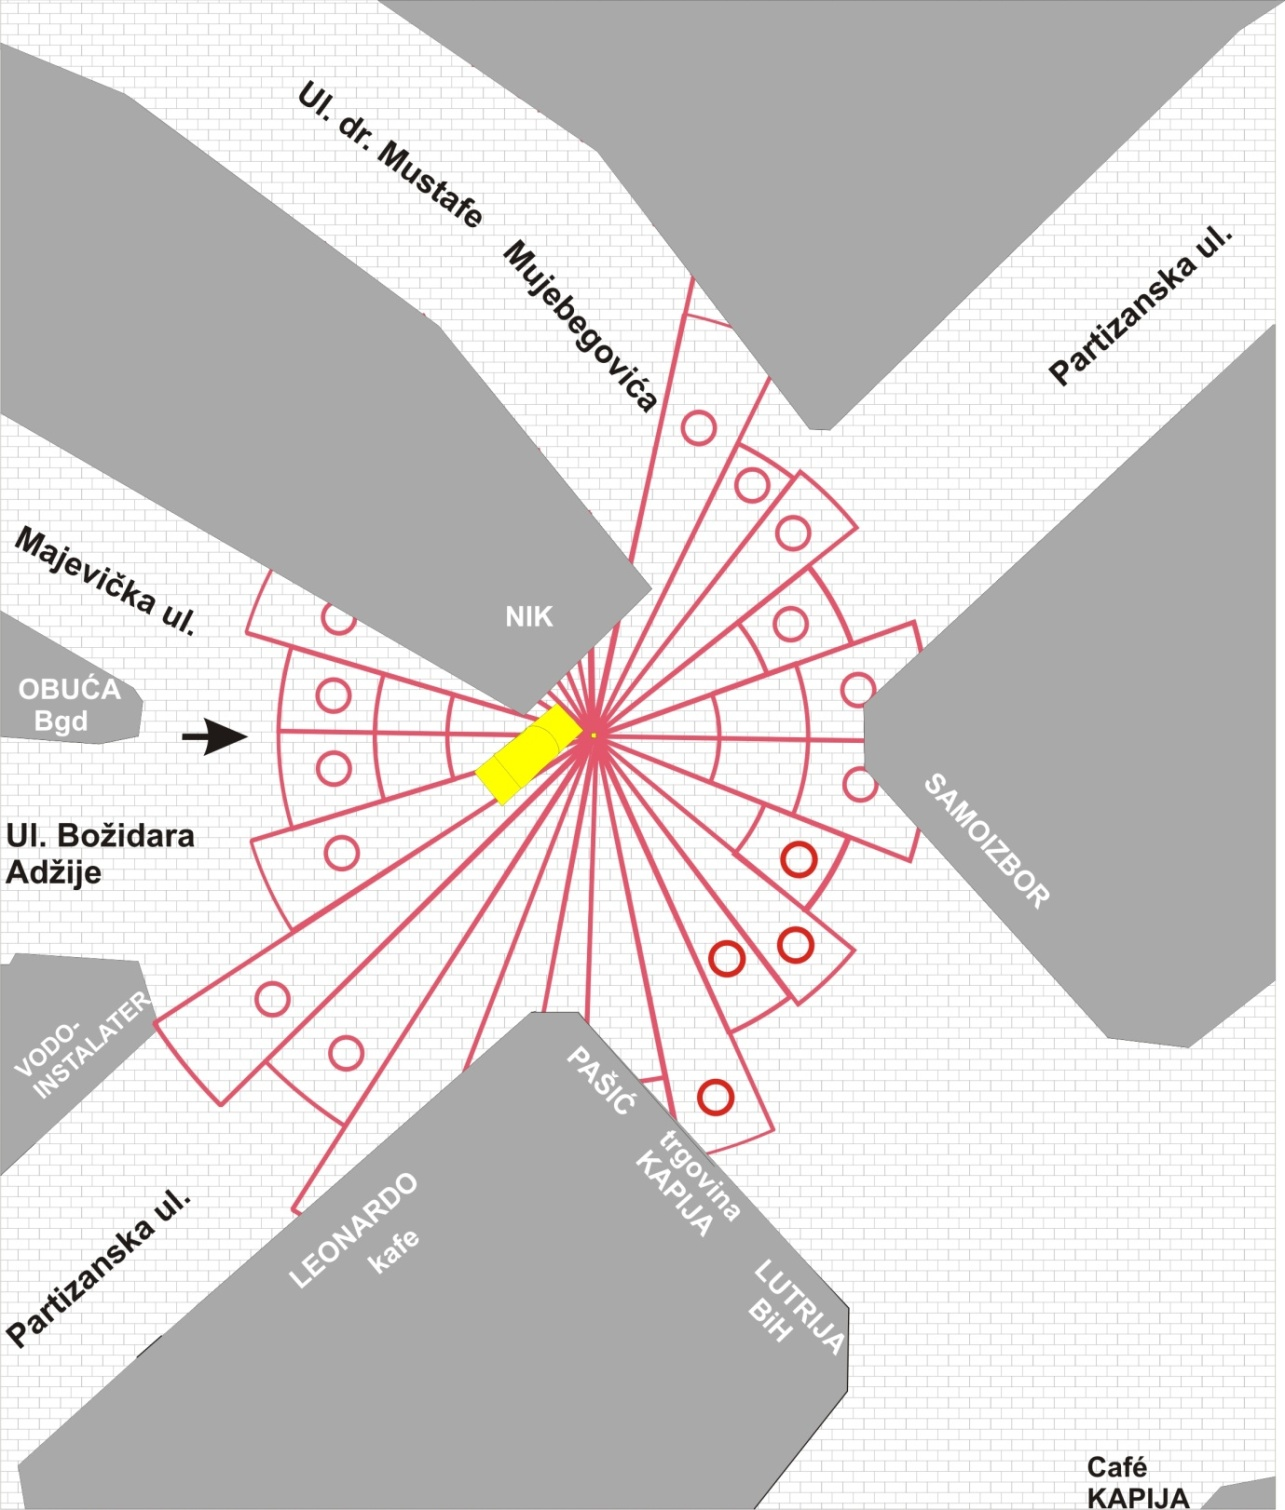 Ul. dr. Mustafe Mujebegovića
Partizanska ul.
Majevička ul.
NIK
OBUĆA
Bgd
Ul. Božidara
Adžije
SAMOIZBOR
VODO-
INSTALATER
PAŠIĆ
trgovina
KAPIJA
LEONARDO
kafe
Partizanska ul.
LUTRIJA
BiH
Café
KAPIJA